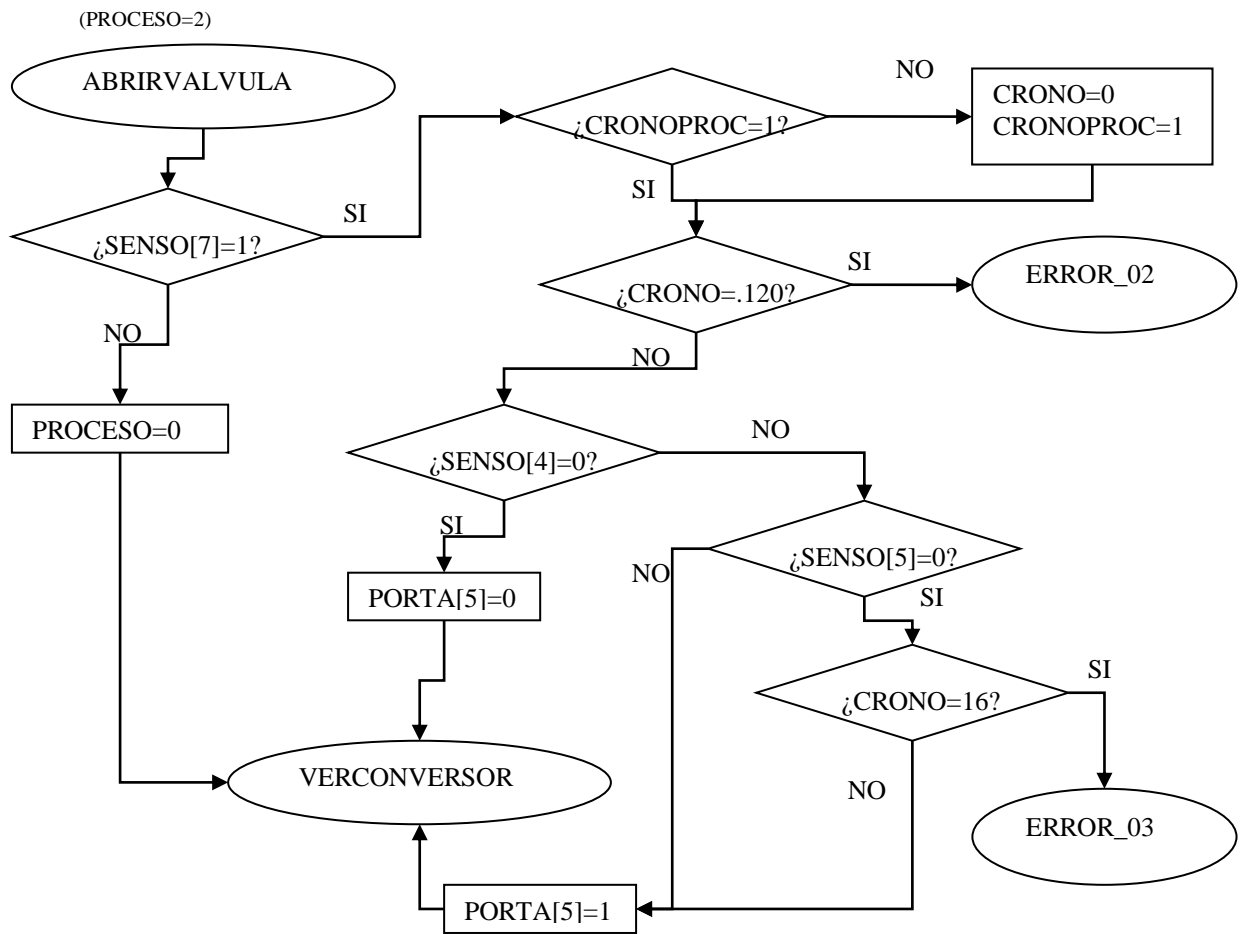 (PROCESO=2)
ABRIRVALVULA
¿SENSO[7]=1?
SI
NO
PROCESO=0
¿CRONOPROC=1?
NO
CRONO=0
CRONOPROC=1
SI
¿CRONO=.120?
SI
ERROR_02
NO
¿SENSO[4]=0?
NO
SI
PORTA[5]=0
¿SENSO[5]=0?
NO
SI
¿CRONO=16?
SI
NO
ERROR_03
VERCONVERSOR
PORTA[5]=1